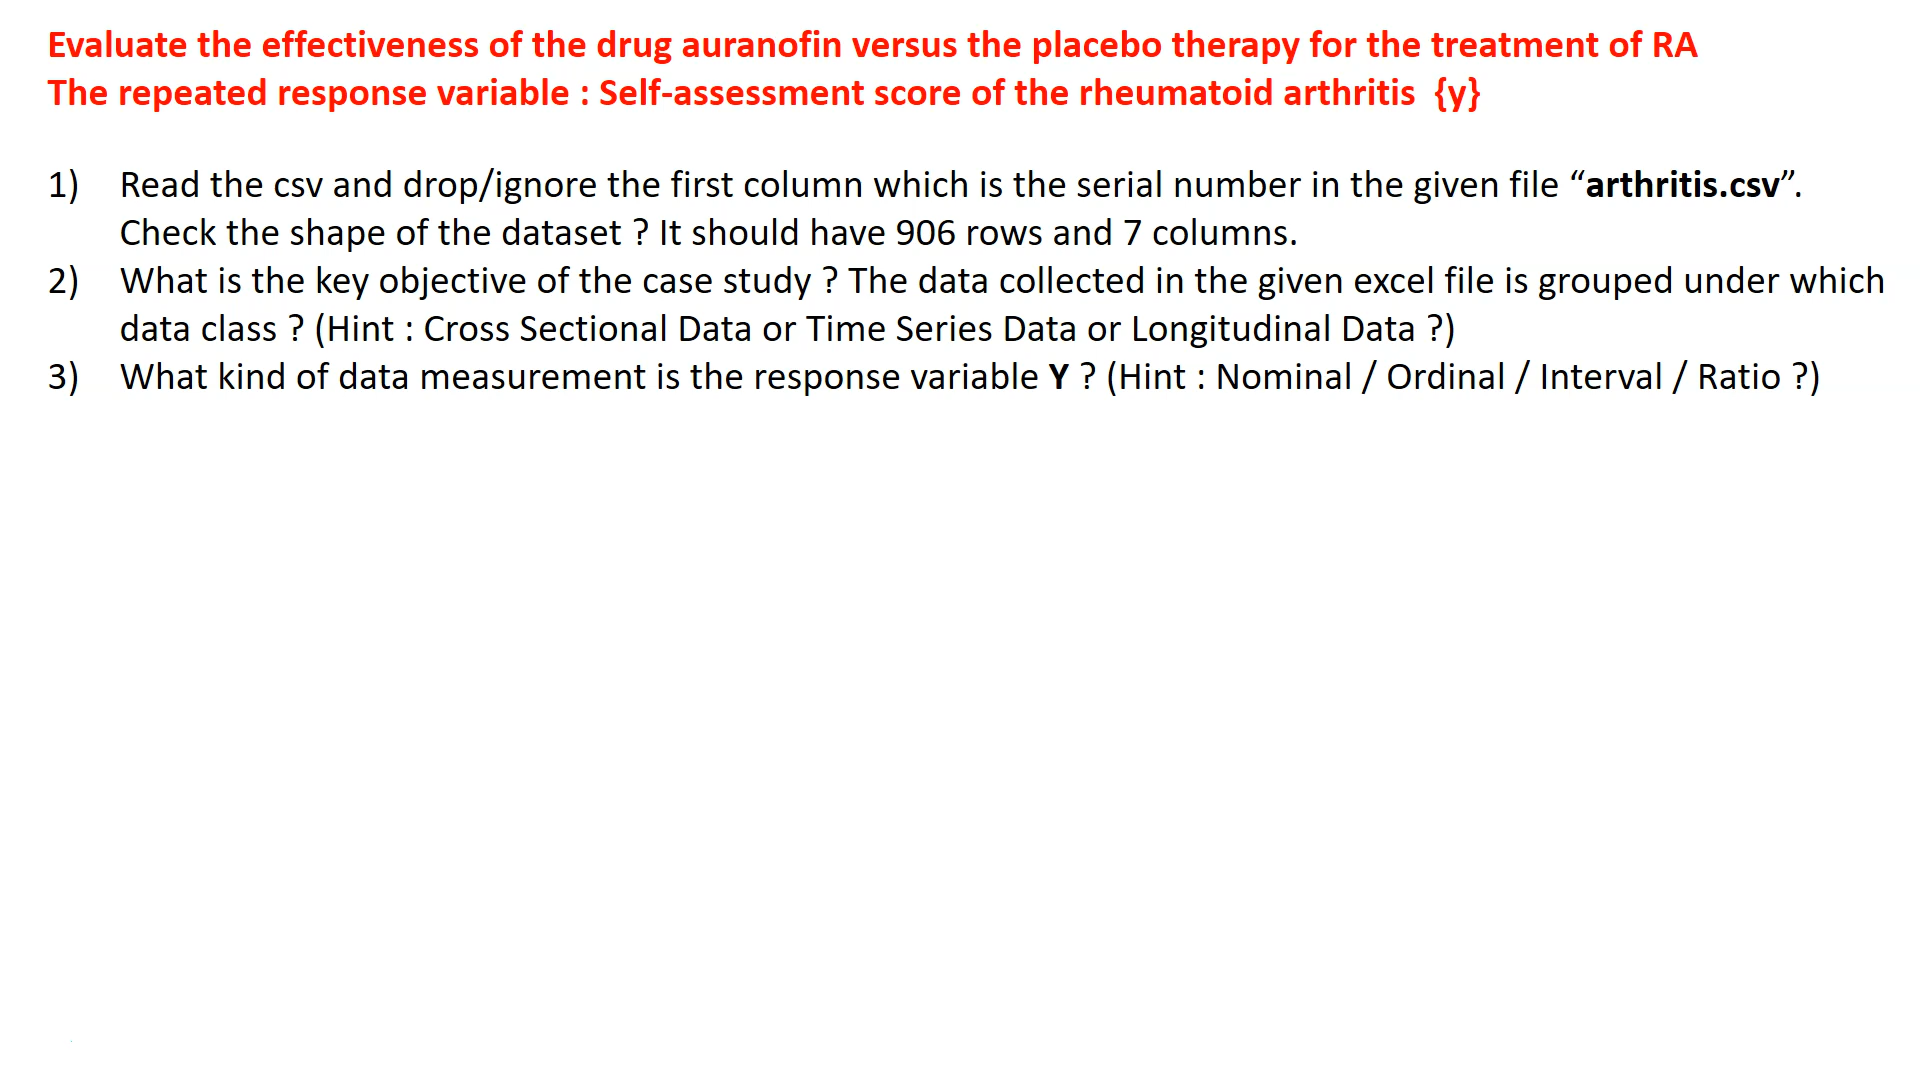 Evaluate the effectiveness of the drug auranofin versus the placebo therapy for the treatment of RA
The repeated response variable : Self-assessment score of the rheumatoid arthritis {y}
1) Read the csv and drop/ignore the first column which is the serial number in the given file “arthritis.csv”.
Check the shape of the dataset ? It should have 906 rows and 7 columns.
2) What is the key objective of the case study ? The data collected in the given excel file is grouped under which
data class ? (Hint : Cross Sectional Data or Time Series Data or Longitudinal Data ?)
3) What kind of data measurement is the response variable Y ? (Hint : Nominal / Ordinal / Interval / Ratio ?)